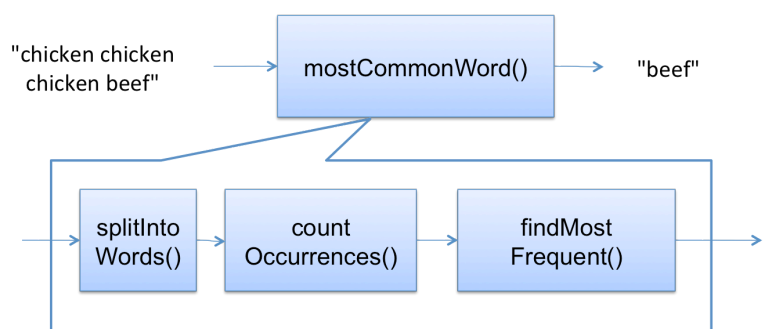 "chicken chicken
chicken beef"
mostCommonWord()
"beef"
splitInto
Words()
count
Occurrences()
findMost
Frequent()